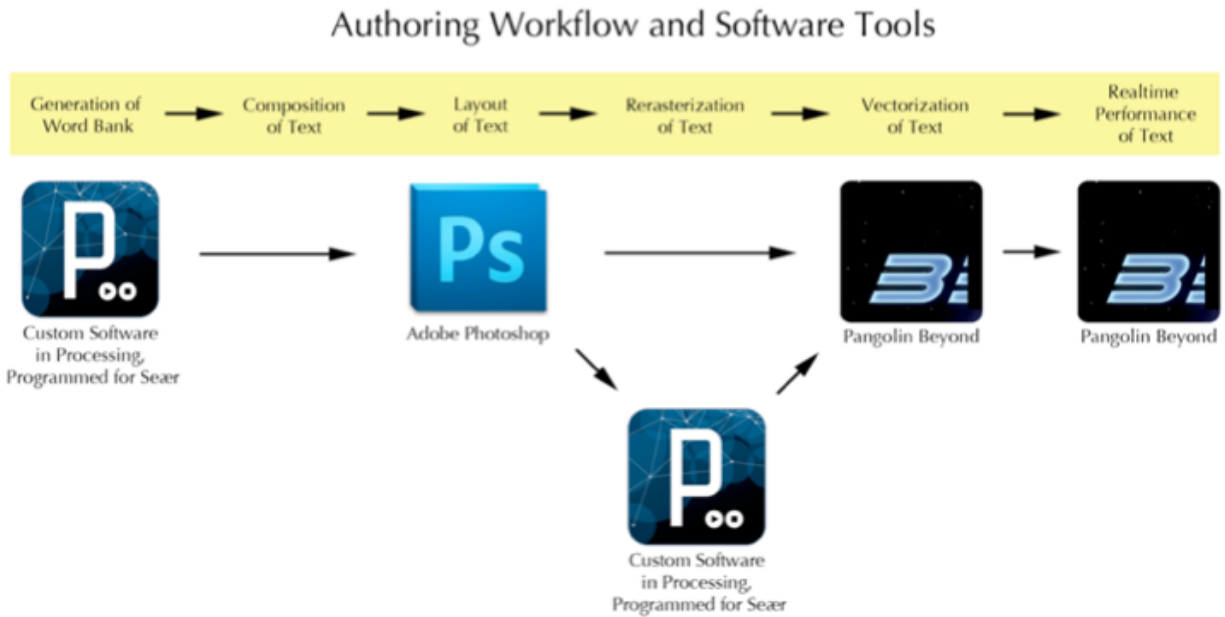 Authoring Workflow and Software Tools
Generation of
Word Bank
Composition
of Text
Layout
of Text
Rerasterization
of Text
Vectorization
of Text
Realtime
Performance
of Text
P
Custom Software
in Processing,
Programmed for Seær
Ps
Adobe Photoshop
B
Pangolin Beyond
B
Pangolin Beyond
P
Custom Software
in Processing,
Programmed for Seær